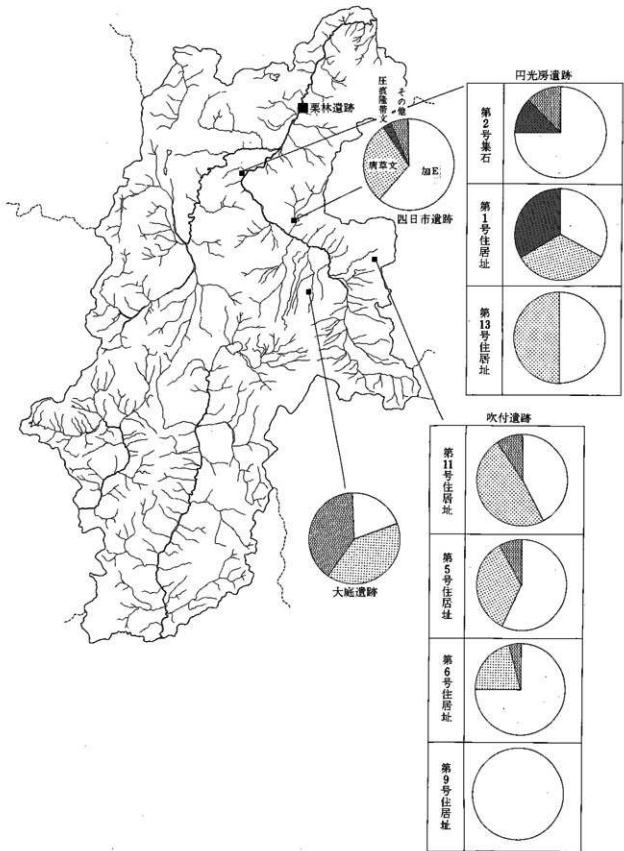 栗林遺跡
圧痕隆帯文
その他
唐草文
加E
四日市遺跡
円光房遺跡
第2号集石
第1号住居址
第13号住居址
吹付遺跡
第11号住居址
第5号住居址
第6号住居址
第9号住居址
大庭遺跡